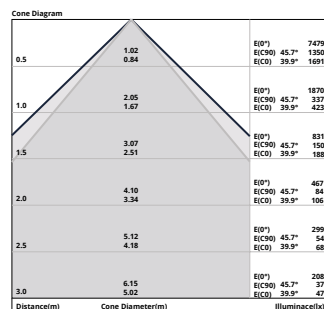 Cone Diagram
E(0°) 7479
1.02 E(C90) 45.7° 1350
0.5 0.84 E(C0) 39.9° 1691
E(0°) 1870
2.05 E(C90) 45.7° 337
1.0 1.67 E(C0) 39.9° 423
E(0°) 831
3.07 E(C90) 45.7° 150
1.5 2.51 E(C0) 39.9° 188
E(0°) 467
4.10 E(C90) 45.7° 84
2.0 3.34 E(C0) 39.9° 106
E(0°) 299
5.12 E(C90) 45.7° 54
2.5 4.18 E(C0) 39.9° 68
E(0°) 208
6.15 E(C90) 45.7° 37
3.0 5.02 E(C0) 39.9° 47
Distance(m) Cone Diameter(m) Illuminace(lx)